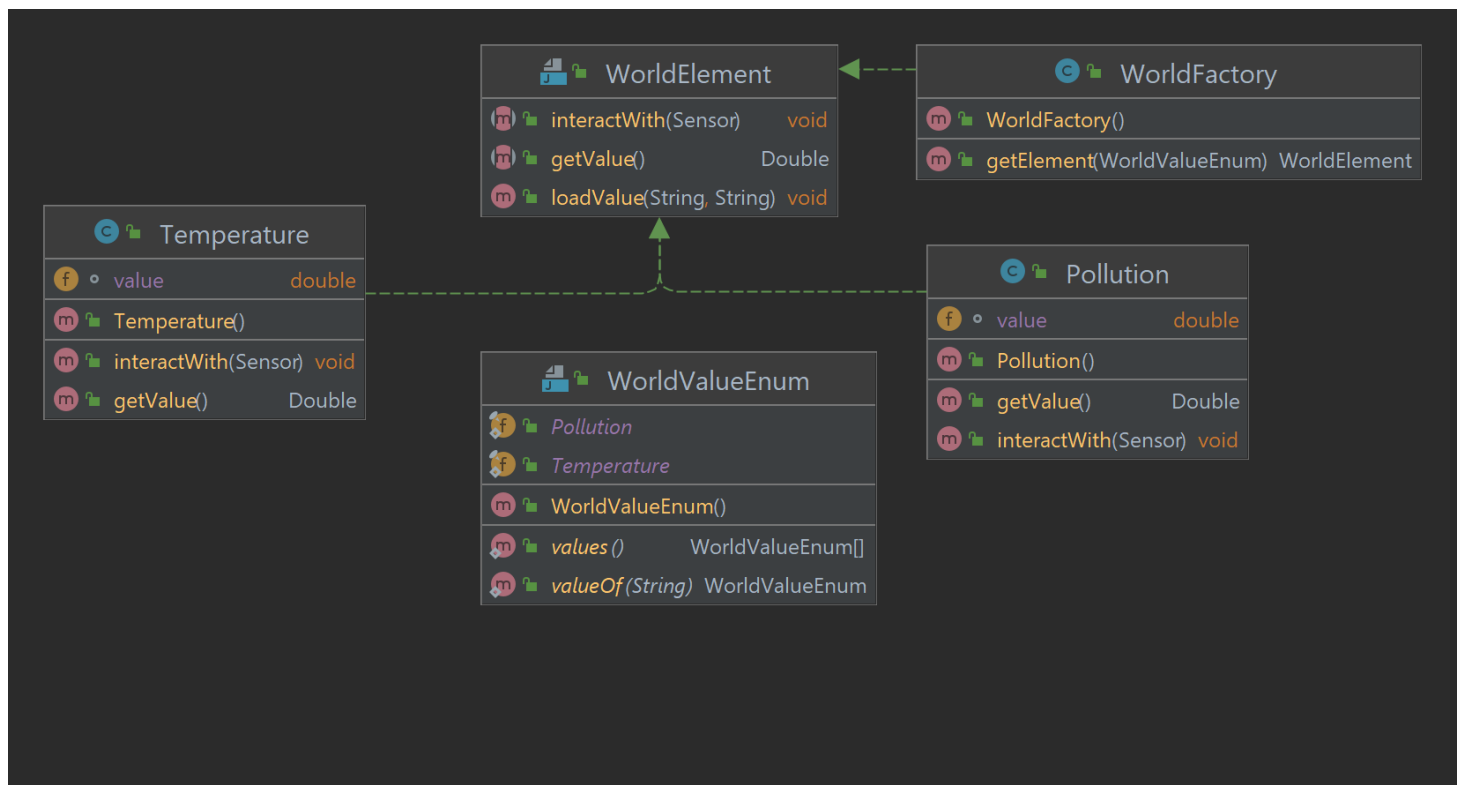 WorldElement
interactWith(Sensor) void
getValue() Double
loadValue(String, String) void
WorldFactory
WorldFactory()
getElement(WorldValueEnum) WorldElement
Temperature
value double
Temperature()
interactWith(Sensor) void
getValue() Double
Pollution
value double
Pollution()
getValue() Double
interactWith(Sensor) void
WorldValueEnum
Pollution
Temperature
WorldValueEnum()
values() WorldValueEnum[]
valueOf(String) WorldValueEnum